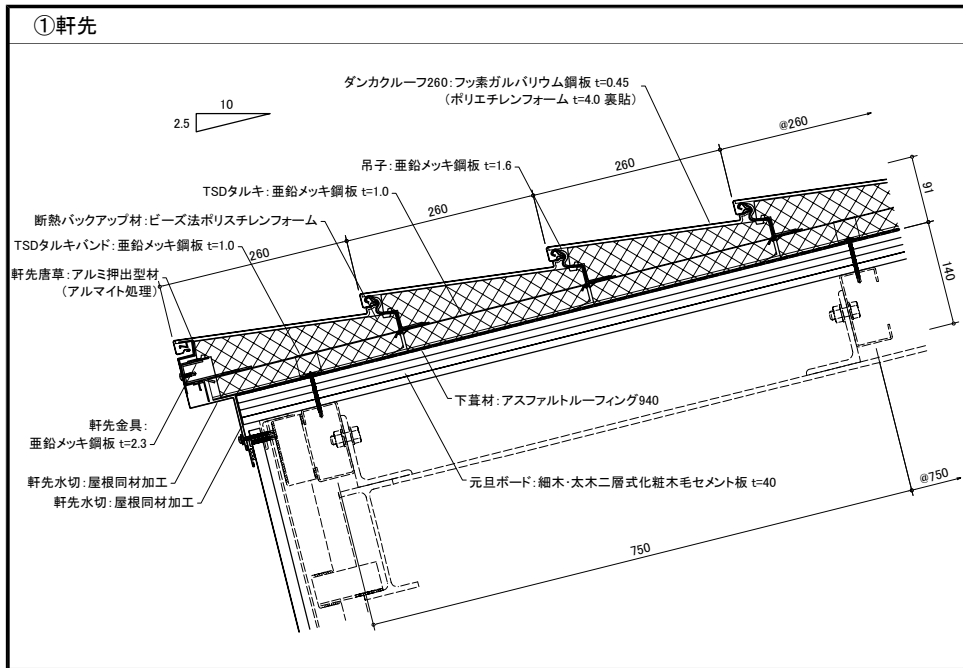 ①軒先
ダンカクルーフ260:フッ素ガルバリウム鋼板 t=0.45
(ポリエチレンフォーム t=4.0 裏貼)
10
2.5
@260
吊子:亜鉛メッキ鋼板 t=1.6
260
TSDタルキ:亜鉛メッキ鋼板 t=1.0
91
260
断熱バックアップ材:ビーズ法ポリスチレンフォーム
TSDタルキバンド:亜鉛メッキ鋼板 t=1.0
260
軒先唐草:アルミ押出型材
(アルマイト処理)
140
下葺材:アスファルトルーフィング940
軒先金具:
亜鉛メッキ鋼板 t=2.3
軒先水切:屋根同材加工
元旦ボード:細木・太木二層式化粧木毛セメント板 t=40
軒先水切:屋根同材加工
@750
750